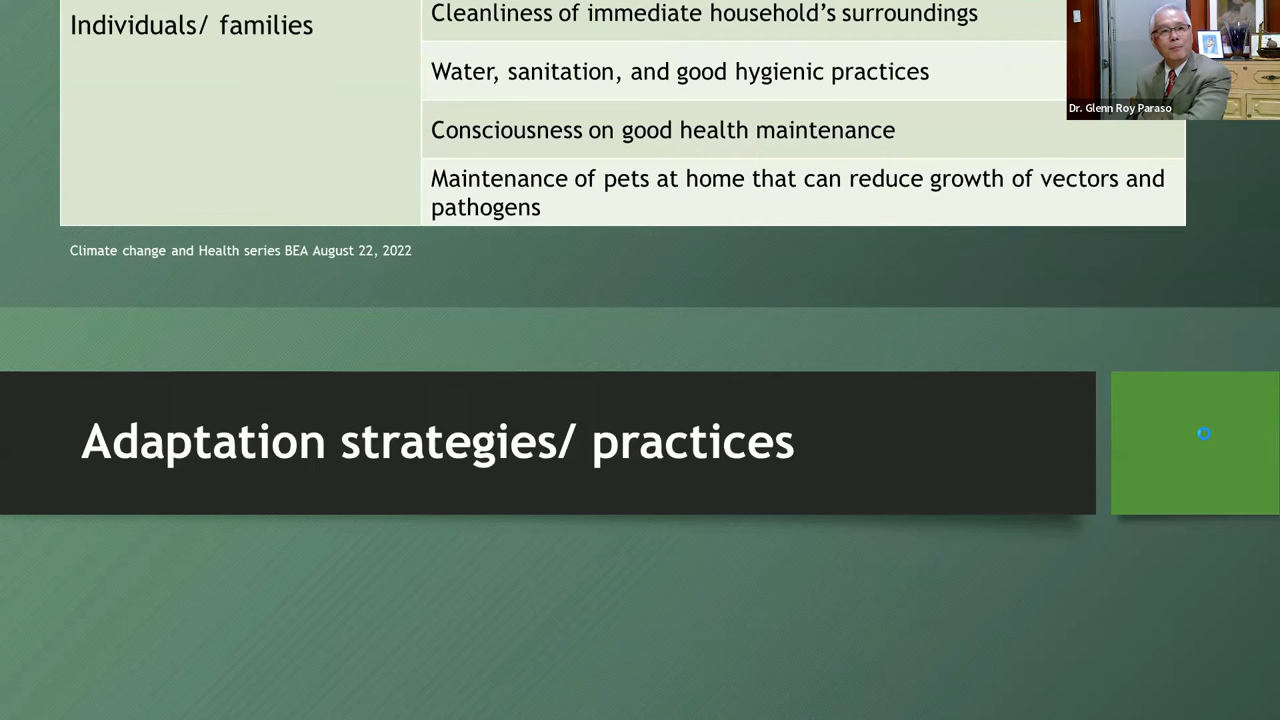 Individuals/ families
Cleanliness of immediate household's surroundings
Water, sanitation, and good hygienic practices
Consciousness on good health maintenance
Maintenance of pets at home that can reduce growth of vectors and
pathogens
Dr. Glenn Roy Paraso
Climate change and Health series BEA August 22, 2022
Adaptation strategies/ practices